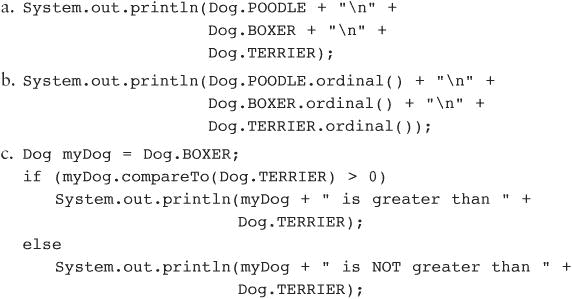 a. System.out.println(Dog.POODLE + "\n" +
Dog.BOXER + "\n" +
Dog.TERRIER);
b. System.out.println(Dog.POODLE.ordinal() + "\n" +
Dog.BOXER.ordinal() + "\n" +
Dog.TERRIER.ordinal());
c. Dog myDog = Dog.BOXER;
if (myDog.compareTo(Dog.TERRIER) > 0)
System.out.println(myDog + " is greater than " +
Dog.TERRIER);
else
System.out.println(myDog + " is NOT greater than " +
Dog.TERRIER);